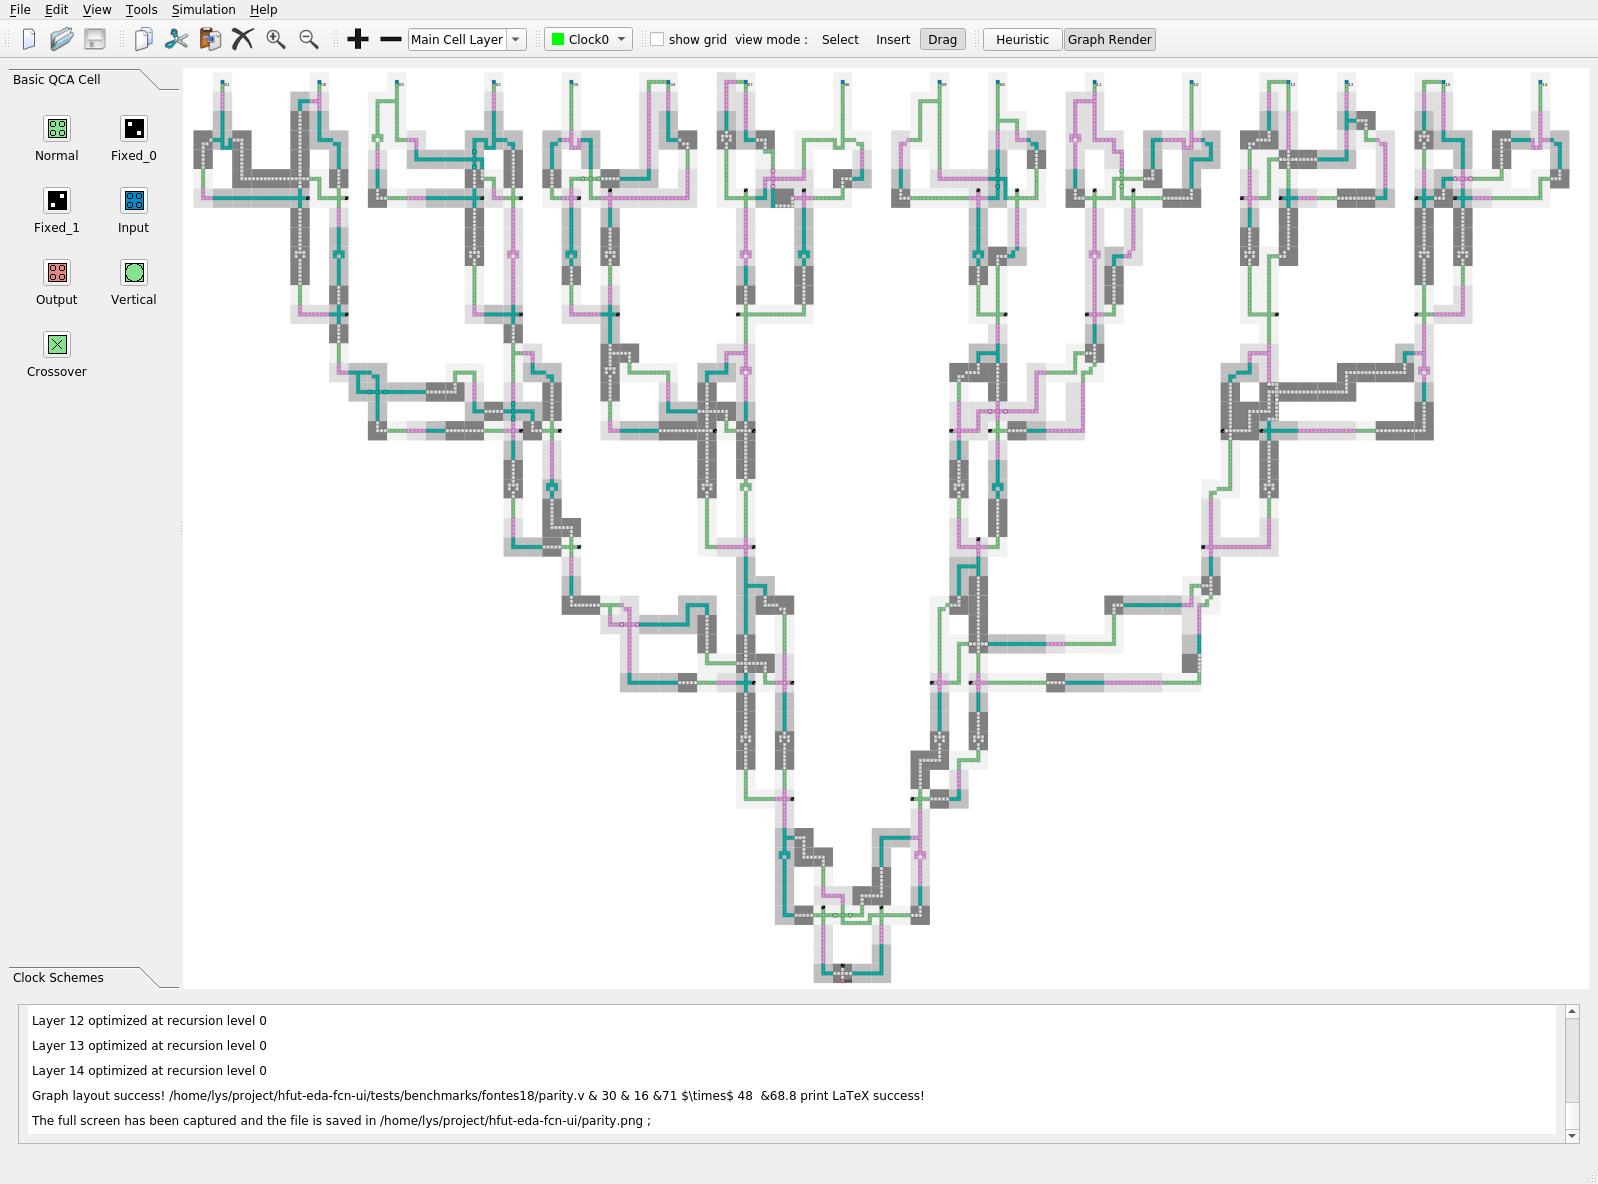 File Edit View Tools Simulation Help
Main Cell Layer Clock0 show grid view mode : Select Insert Drag Heuristic Graph Render
Basic QCA Cell
Normal Fixed_0
Fixed_1 Input
Output Vertical
Crossover
Clock Schemes
Layer 12 optimized at recursion level 0
Layer 13 optimized at recursion level 0
Layer 14 optimized at recursion level 0
Graph layout success! /home/lys/project/hfut-eda-fcn-ui/tests/benchmarks/fontes18/parity.v & 30 & 16 &71 $\times$ 48 &68.8 print LaTeX success!
The full screen has been captured and the file is saved in /home/lys/project/hfut-eda-fcn-ui/parity.png ;